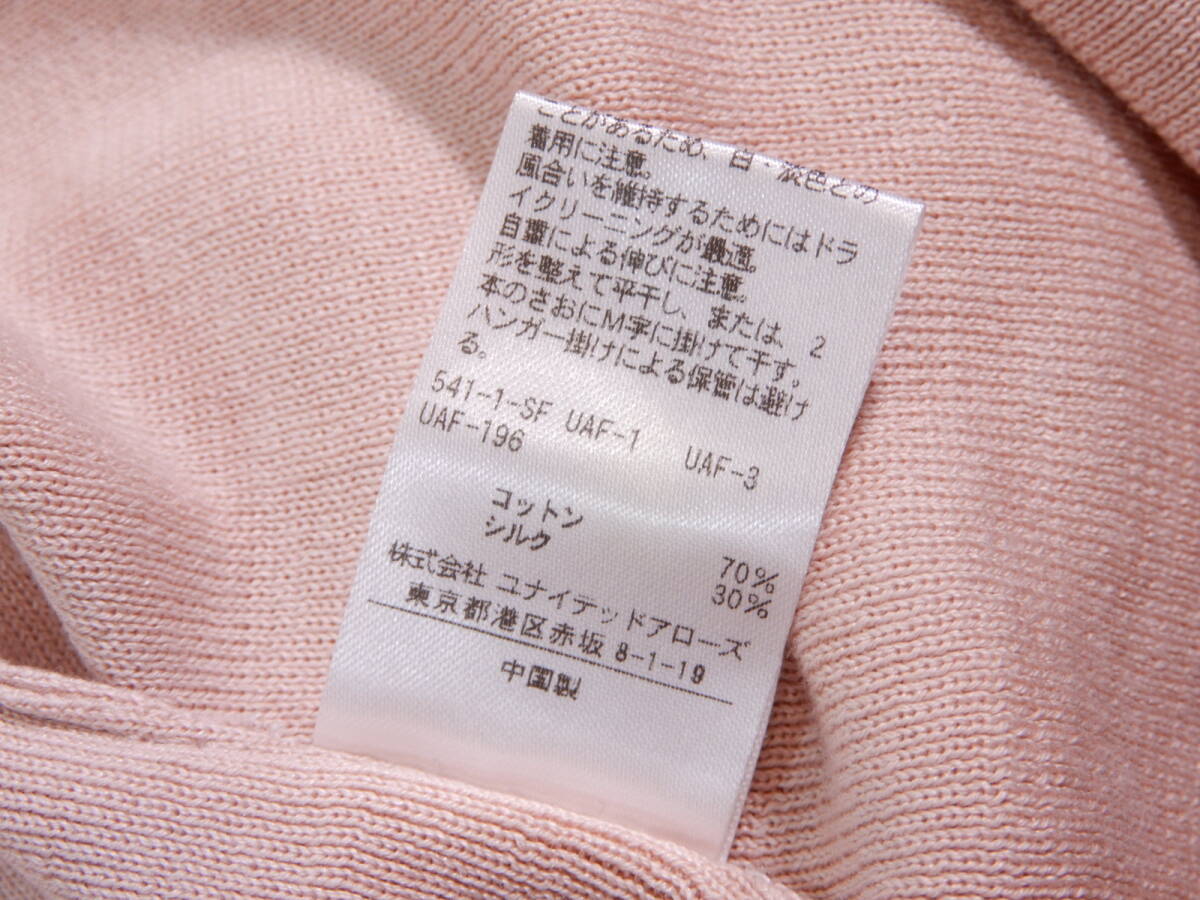 ことがあるため、白・淡色との
着用に注意。
風合いを維持するためにはドラ
イクリーニングが最適。
自重による伸びに注意。
形を整えて平干し、または、2
本のさおにM字に掛けて干す。
ハンガー掛けによる保管は避け
る。
541-1-SF UAF-1 UAF-3
UAF-196
コットン 70%
シルク 30%
株式会社 ユナイテッドアローズ
東京都港区赤坂 8-1-19
中国製